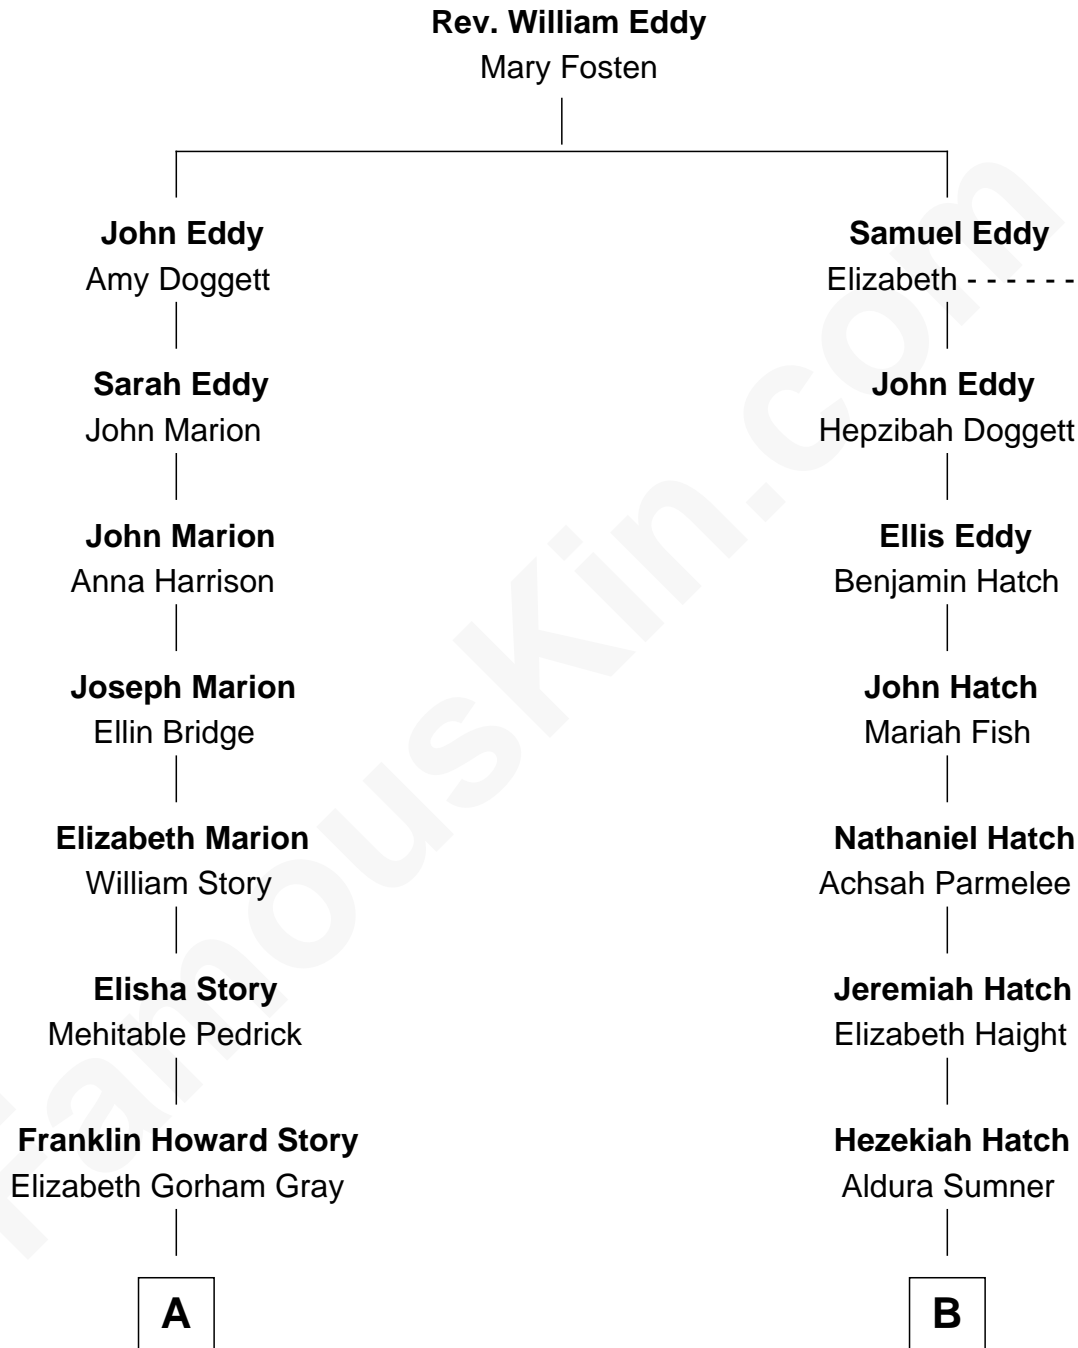 Rev. William Eddy
Mary Fosten
John Eddy
Amy Doggett
Samuel Eddy
Elizabeth - - - - - -
Sarah Eddy
John Marion
John Eddy
Hepzibah Doggett
John Marion
Anna Harrison
Ellis Eddy
Benjamin Hatch
Joseph Marion
Ellin Bridge
John Hatch
Mariah Fish
Elizabeth Marion
William Story
Nathaniel Hatch
Achsah Parmelee
Elisha Story
Mehitable Pedrick
Jeremiah Hatch
Elizabeth Haight
Franklin Howard Story
Elizabeth Gorham Gray
Hezekiah Hatch
Aldura Sumner
A
B
FamousKin.com